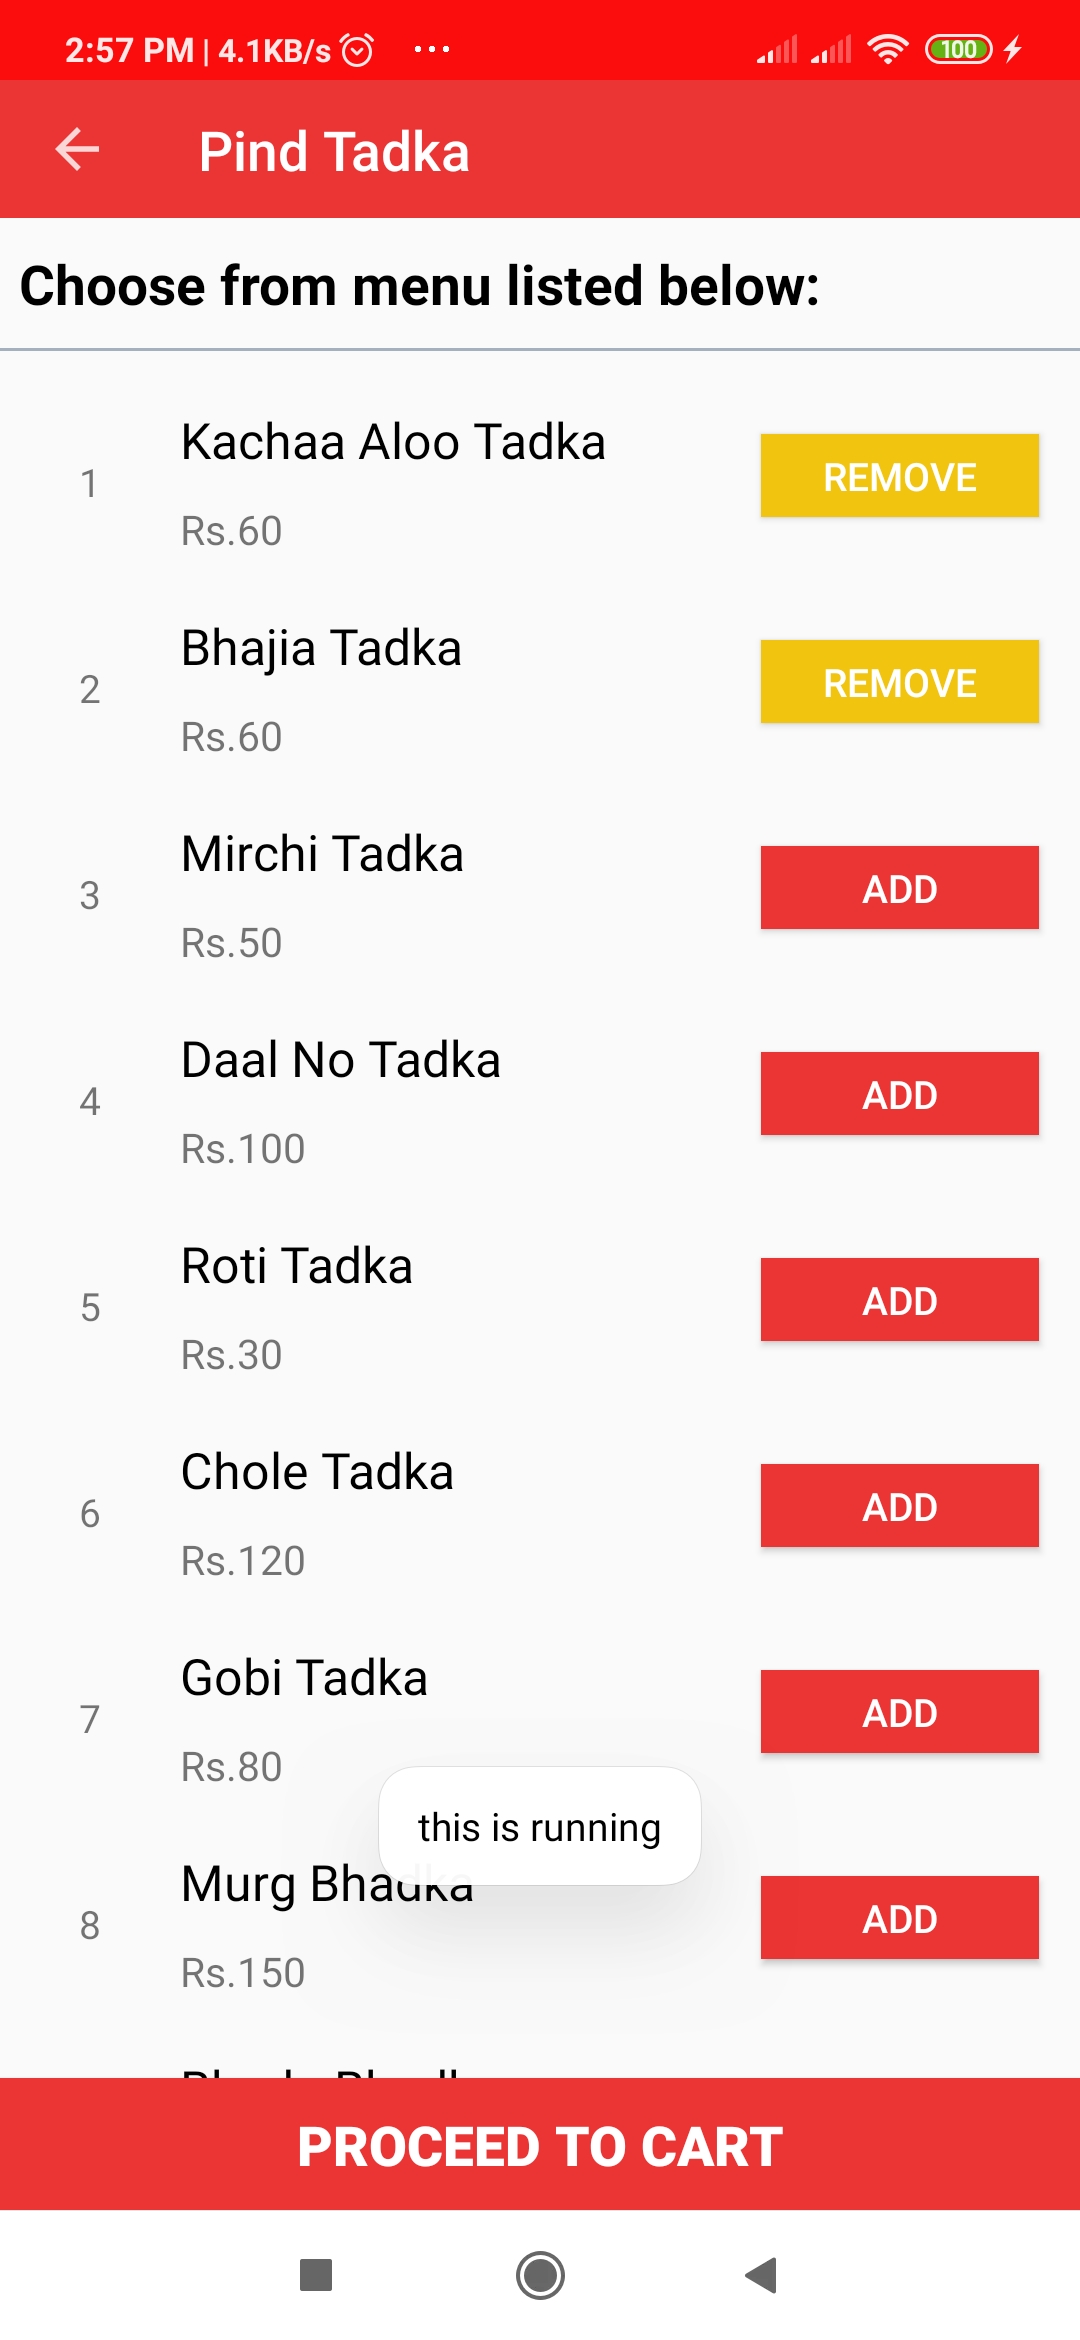 2:57 PM | 4.1KB/s ... 100
Pind Tadka
Choose from menu listed below:
1
Kachaa Aloo Tadka
Rs.60
REMOVE
2
Bhajia Tadka
Rs.60
REMOVE
3
Mirchi Tadka
Rs.50
ADD
4
Daal No Tadka
Rs.100
ADD
5
Roti Tadka
Rs.30
ADD
6
Chole Tadka
Rs.120
ADD
7
Gobi Tadka
Rs.80
ADD
this is running
8
Murg Bhadka
Rs.150
ADD
PROCEED TO CART